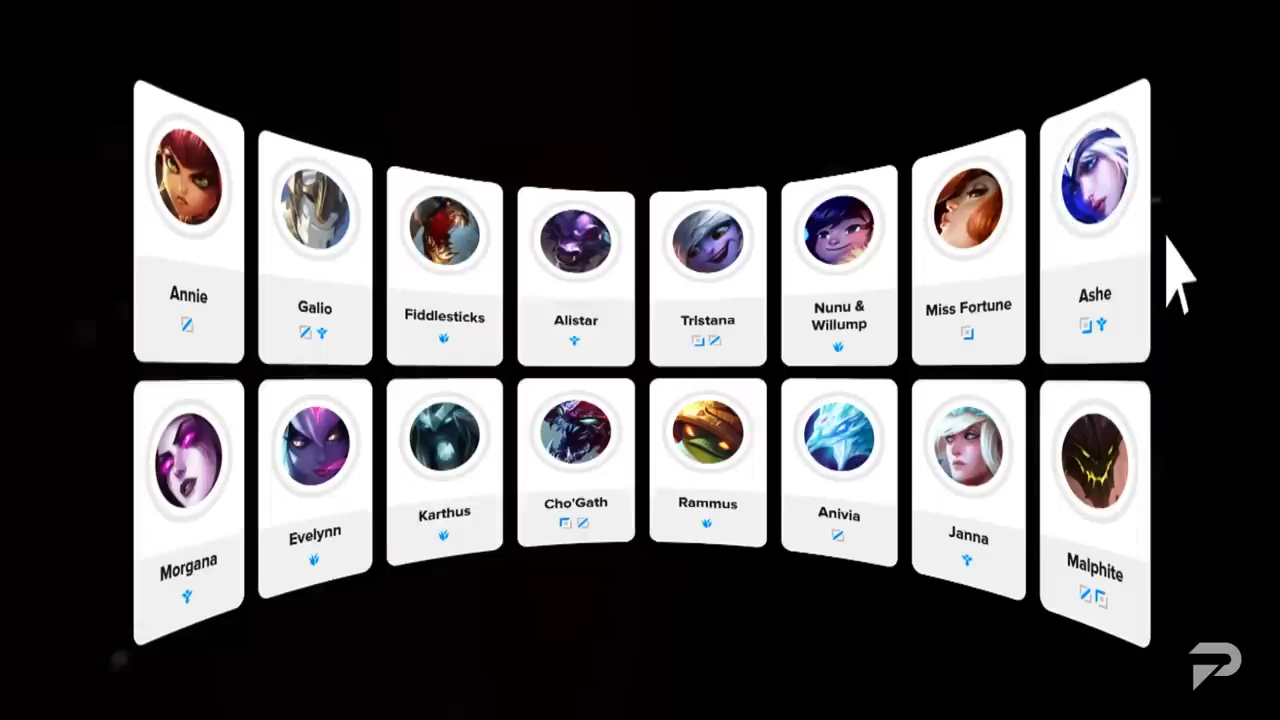 Annie
Galio
Fiddlesticks
Alistar
Tristana
Nunu &
Willump
Miss Fortune
Ashe
Morgana
Evelynn
Karthus
Cho'Gath
Rammus
Anivia
Janna
Malphite